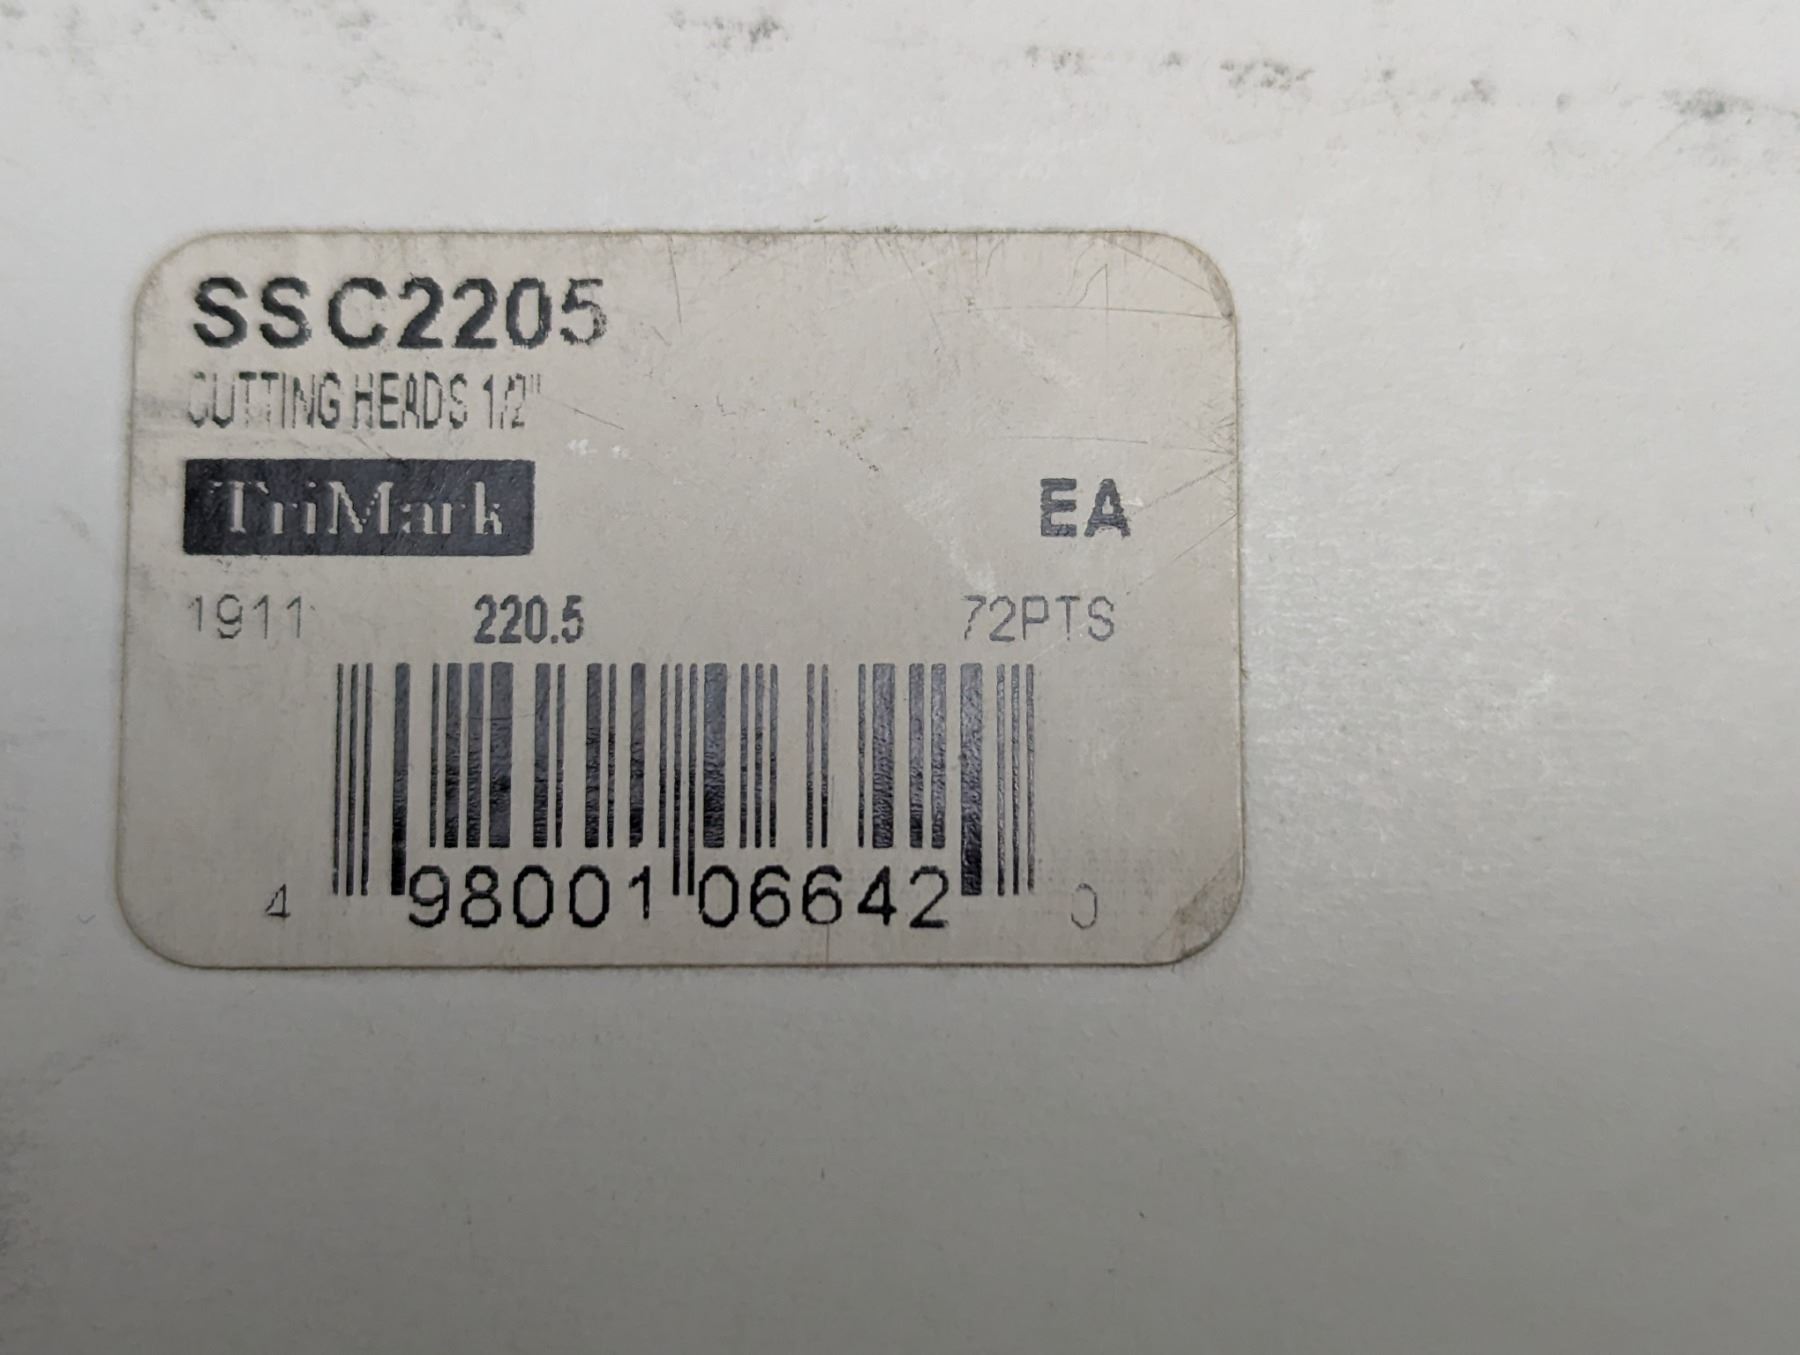 SSC2205
CUTTING HEADS 1/2"
TriMark
EA
1911 220.5 72PTS
4 98001 06642 0